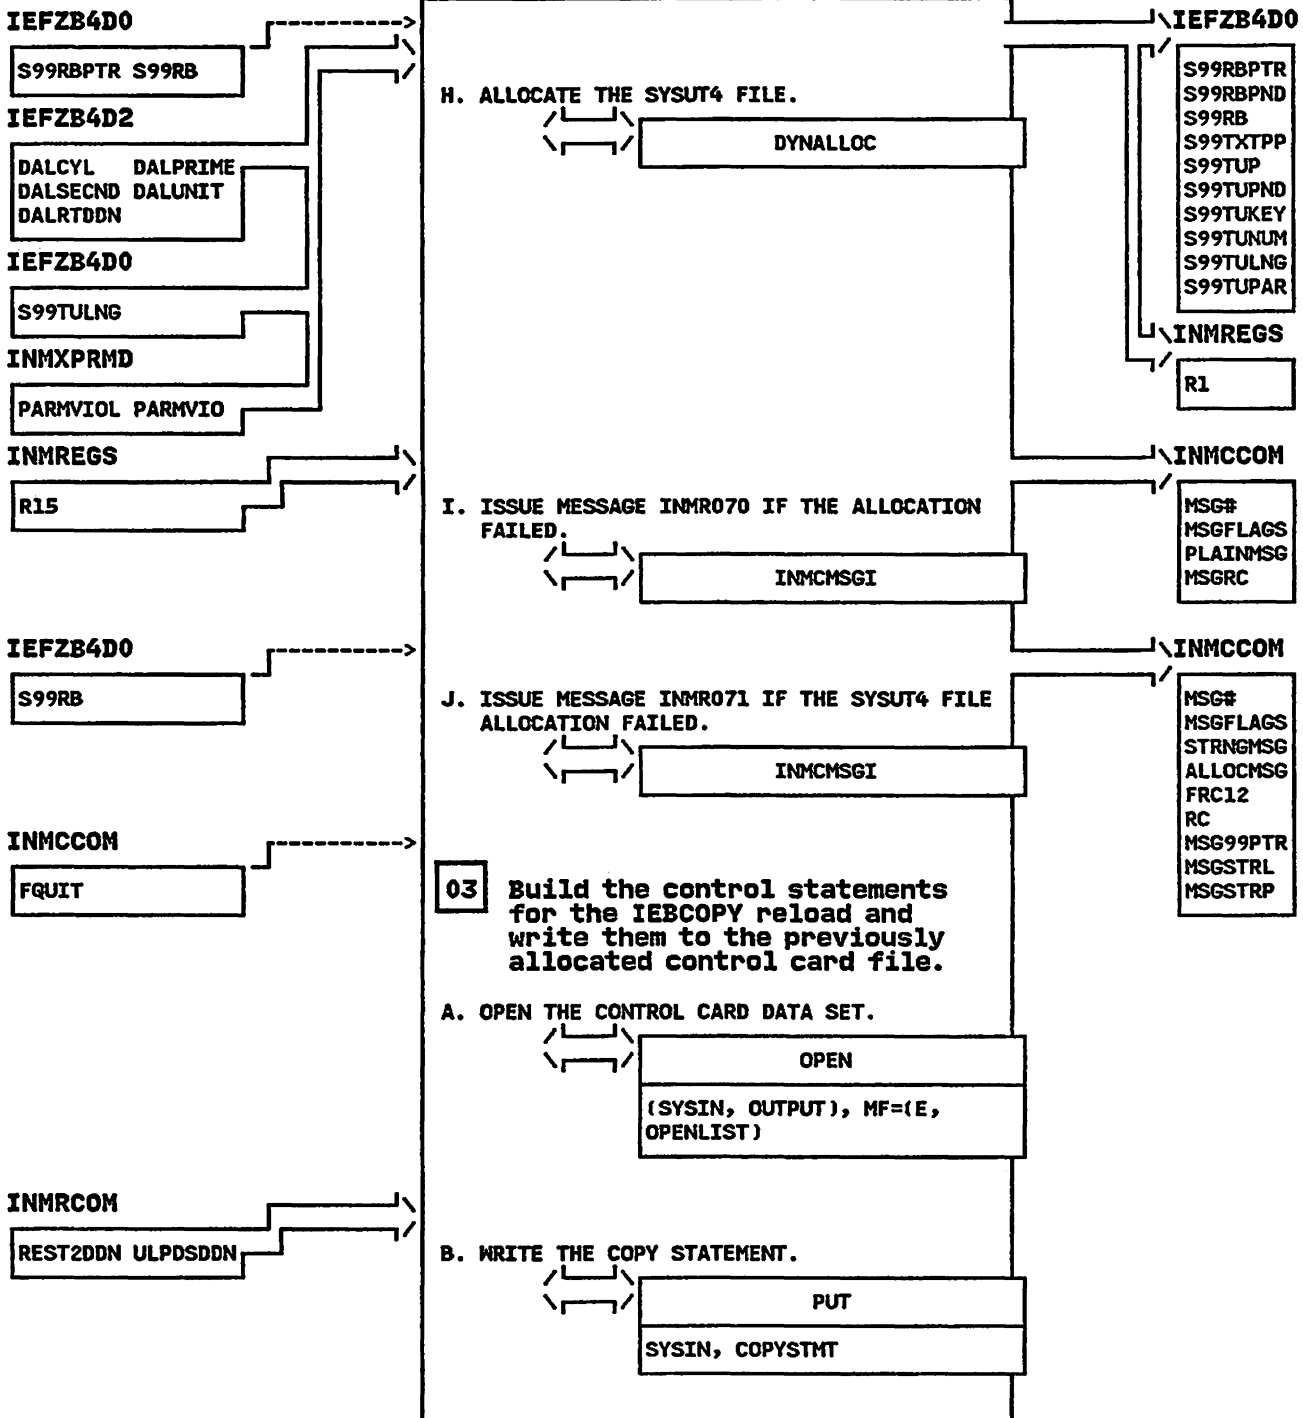 IEFZB4D0
S99RBPTR S99RB
IEFZB4D2
DALCYL DALPRIME
DALSECND DALUNIT
DALRTDDN
IEFZB4D0
S99TULNG
INMXPRMD
PARMVIOL PARMVIO
INMREGS
R15
IEFZB4D0
S99RB
INMCCOM
FQUIT
INMRCOM
REST2DDN ULPDSDDN
H. ALLOCATE THE SYSUT4 FILE.
DYNALLOC
I. ISSUE MESSAGE INMR070 IF THE ALLOCATION
FAILED.
INMCMSGI
J. ISSUE MESSAGE INMR071 IF THE SYSUT4 FILE
ALLOCATION FAILED.
INMCMSGI
03 Build the control statements
for the IEBCOPY reload and
write them to the previously
allocated control card file.
A. OPEN THE CONTROL CARD DATA SET.
OPEN
(SYSIN, OUTPUT), MF=(E,
OPENLIST)
B. WRITE THE COPY STATEMENT.
PUT
SYSIN, COPYSTMT
IEFZB4D0
S99RBPTR
S99RBPND
S99RB
S99TXTPP
S99TUP
S99TUPND
S99TUKEY
S99TUNUM
S99TULNG
S99TUPAR
INMREGS
R1
INMCCOM
MSG#
MSGFLAGS
PLAINMSG
MSGRC
INMCCOM
MSG#
MSGFLAGS
STRNGMSG
ALLOCMSG
FRC12
RC
MSG99PTR
MSGSTRL
MSGSTRP